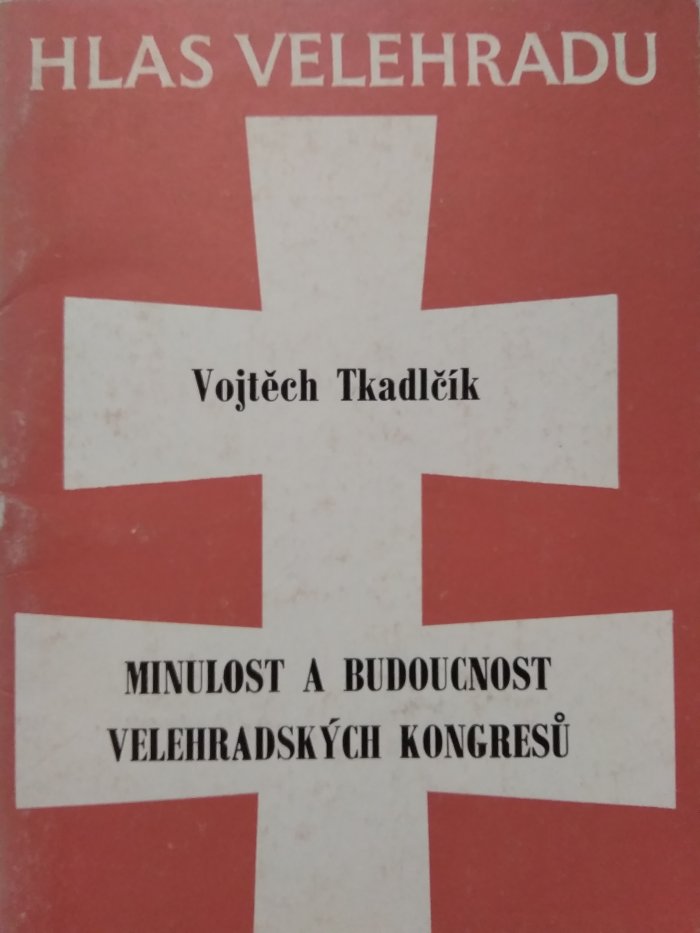 HLAS VELEHRADU
Vojtěch Tkadlčík
MINULOST A BUDOUCNOST
VELEHRADSKÝCH KONGRESŮ